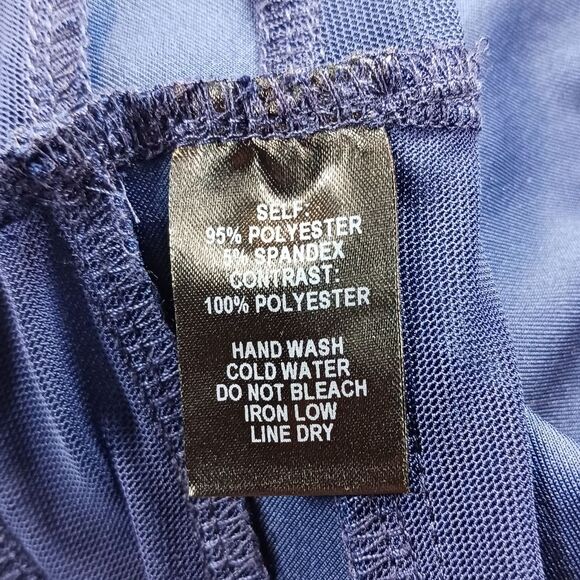 SELF:
95% POLYESTER
5% SPANDEX
CONTRAST:
100% POLYESTER
HAND WASH
COLD WATER
DO NOT BLEACH
IRON LOW
LINE DRY